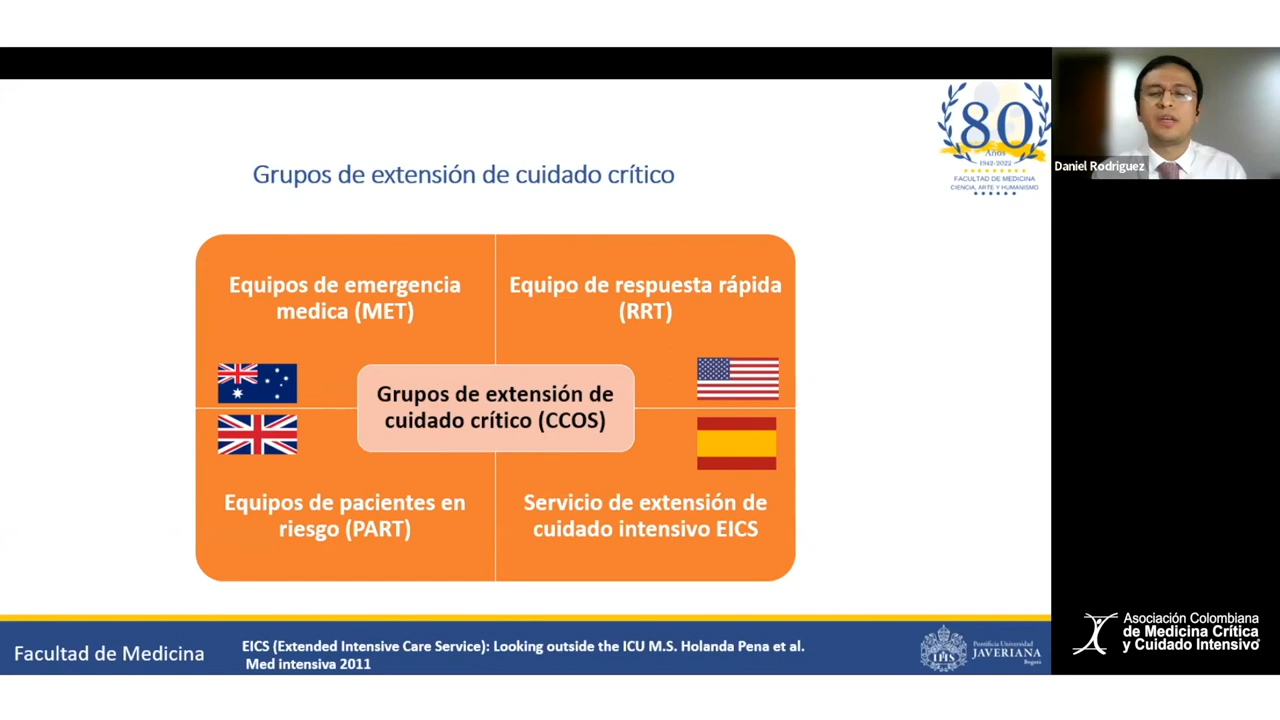 80
Años
1942-2022
FACULTAD DE MEDICINA
CIENCIA, ARTE Y HUMANISMO
Daniel Rodriguez
Grupos de extensión de cuidado crítico
Equipos de emergencia
medica (MET)
Equipo de respuesta rápida
(RRT)
Grupos de extensión de
cuidado crítico (CCOS)
Equipos de pacientes en
riesgo (PART)
Servicio de extensión de
cuidado intensivo EICS
Facultad de Medicina
EICS (Extended Intensive Care Service): Looking outside the ICU M.S. Holanda Pena et al.
Med intensiva 2011
Pontificia Universidad
JAVERIANA
Bogotá
Asociación Colombiana
de Medicina Crítica
y Cuidado Intensivo